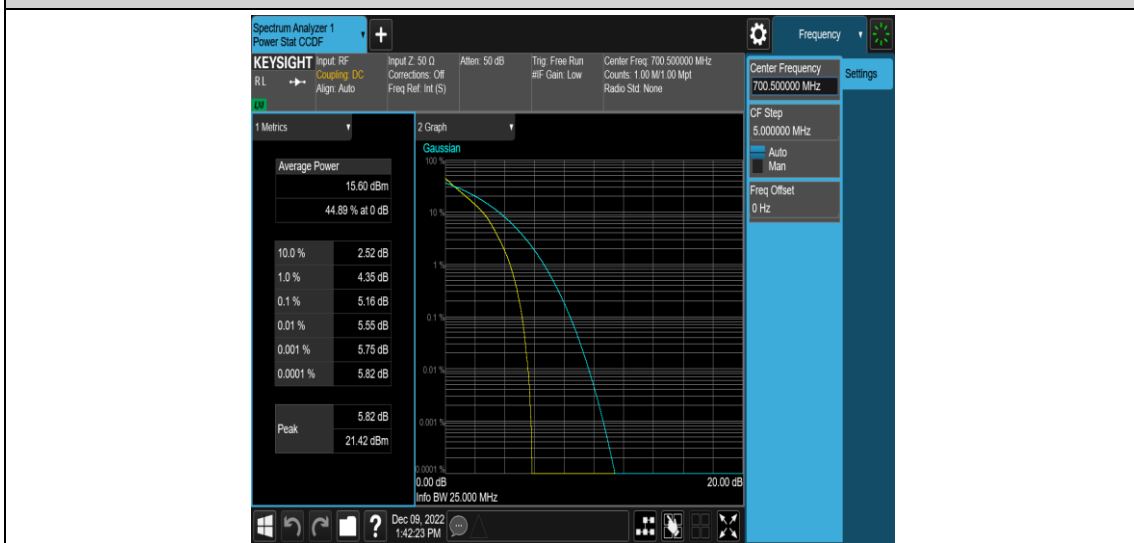 Spectrum Analyzer 1
Power Stat CCDF
Frequency
KEYSIGHT
RL
LXI
Input: RF
Coupling: DC
Align: Auto
Input Z: 50 Ω
Corrections: Off
Freq Ref: Int (S)
Atten: 50 dB
Trig: Free Run
#IF Gain: Low
Center Freq: 700.500000 MHz
Counts: 1.00 M/1.00 Mpt
Radio Std: None
Center Frequency
700.500000 MHz
Settings
CF Step
5.000000 MHz
Auto
Man
Freq Offset
0 Hz
1 Metrics
Average Power
15.60 dBm
44.89 % at 0 dB
10.0 % 2.52 dB
1.0 % 4.35 dB
0.1 % 5.16 dB
0.01 % 5.55 dB
0.001 % 5.75 dB
0.0001 % 5.82 dB
Peak
5.82 dB
21.42 dBm
2 Graph
Gaussian
100 %
10 %
1 %
0.1 %
0.01 %
0.001 %
0.0001 %
0.00 dB 20.00 dB
Info BW 25.000 MHz
?
Dec 09, 2022
1:42:23 PM